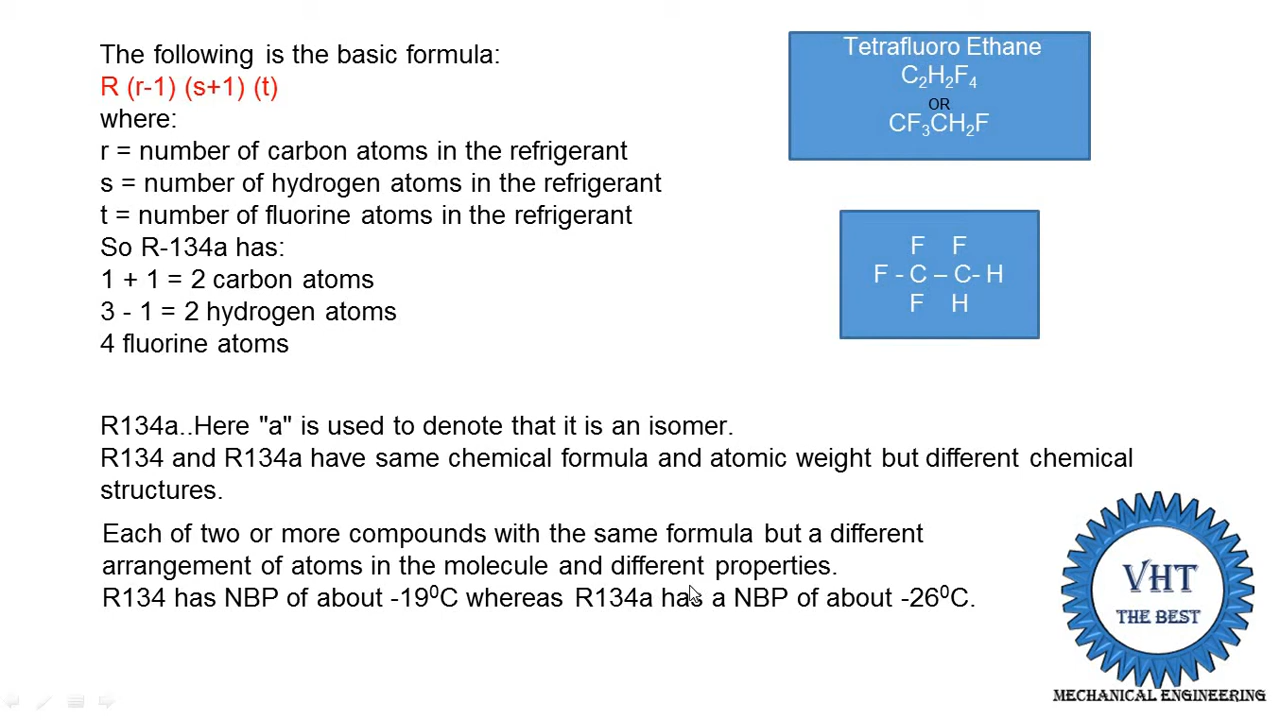 The following is the basic formula:
R (r-1) (s+1) (t)
where:
r = number of carbon atoms in the refrigerant
s = number of hydrogen atoms in the refrigerant
t = number of fluorine atoms in the refrigerant
So R-134a has:
1 + 1 = 2 carbon atoms
3 - 1 = 2 hydrogen atoms
4 fluorine atoms
Tetrafluoro Ethane
C₂H₂F₄
OR
CF₃CH₂F
F F
F - C – C- H
F H
R134a..Here "a" is used to denote that it is an isomer.
R134 and R134a have same chemical formula and atomic weight but different chemical
structures.
Each of two or more compounds with the same formula but a different
arrangement of atoms in the molecule and different properties.
R134 has NBP of about -19⁰C whereas R134a has a NBP of about -26⁰C.
VHT
THE BEST
MECHANICAL ENGINEERING